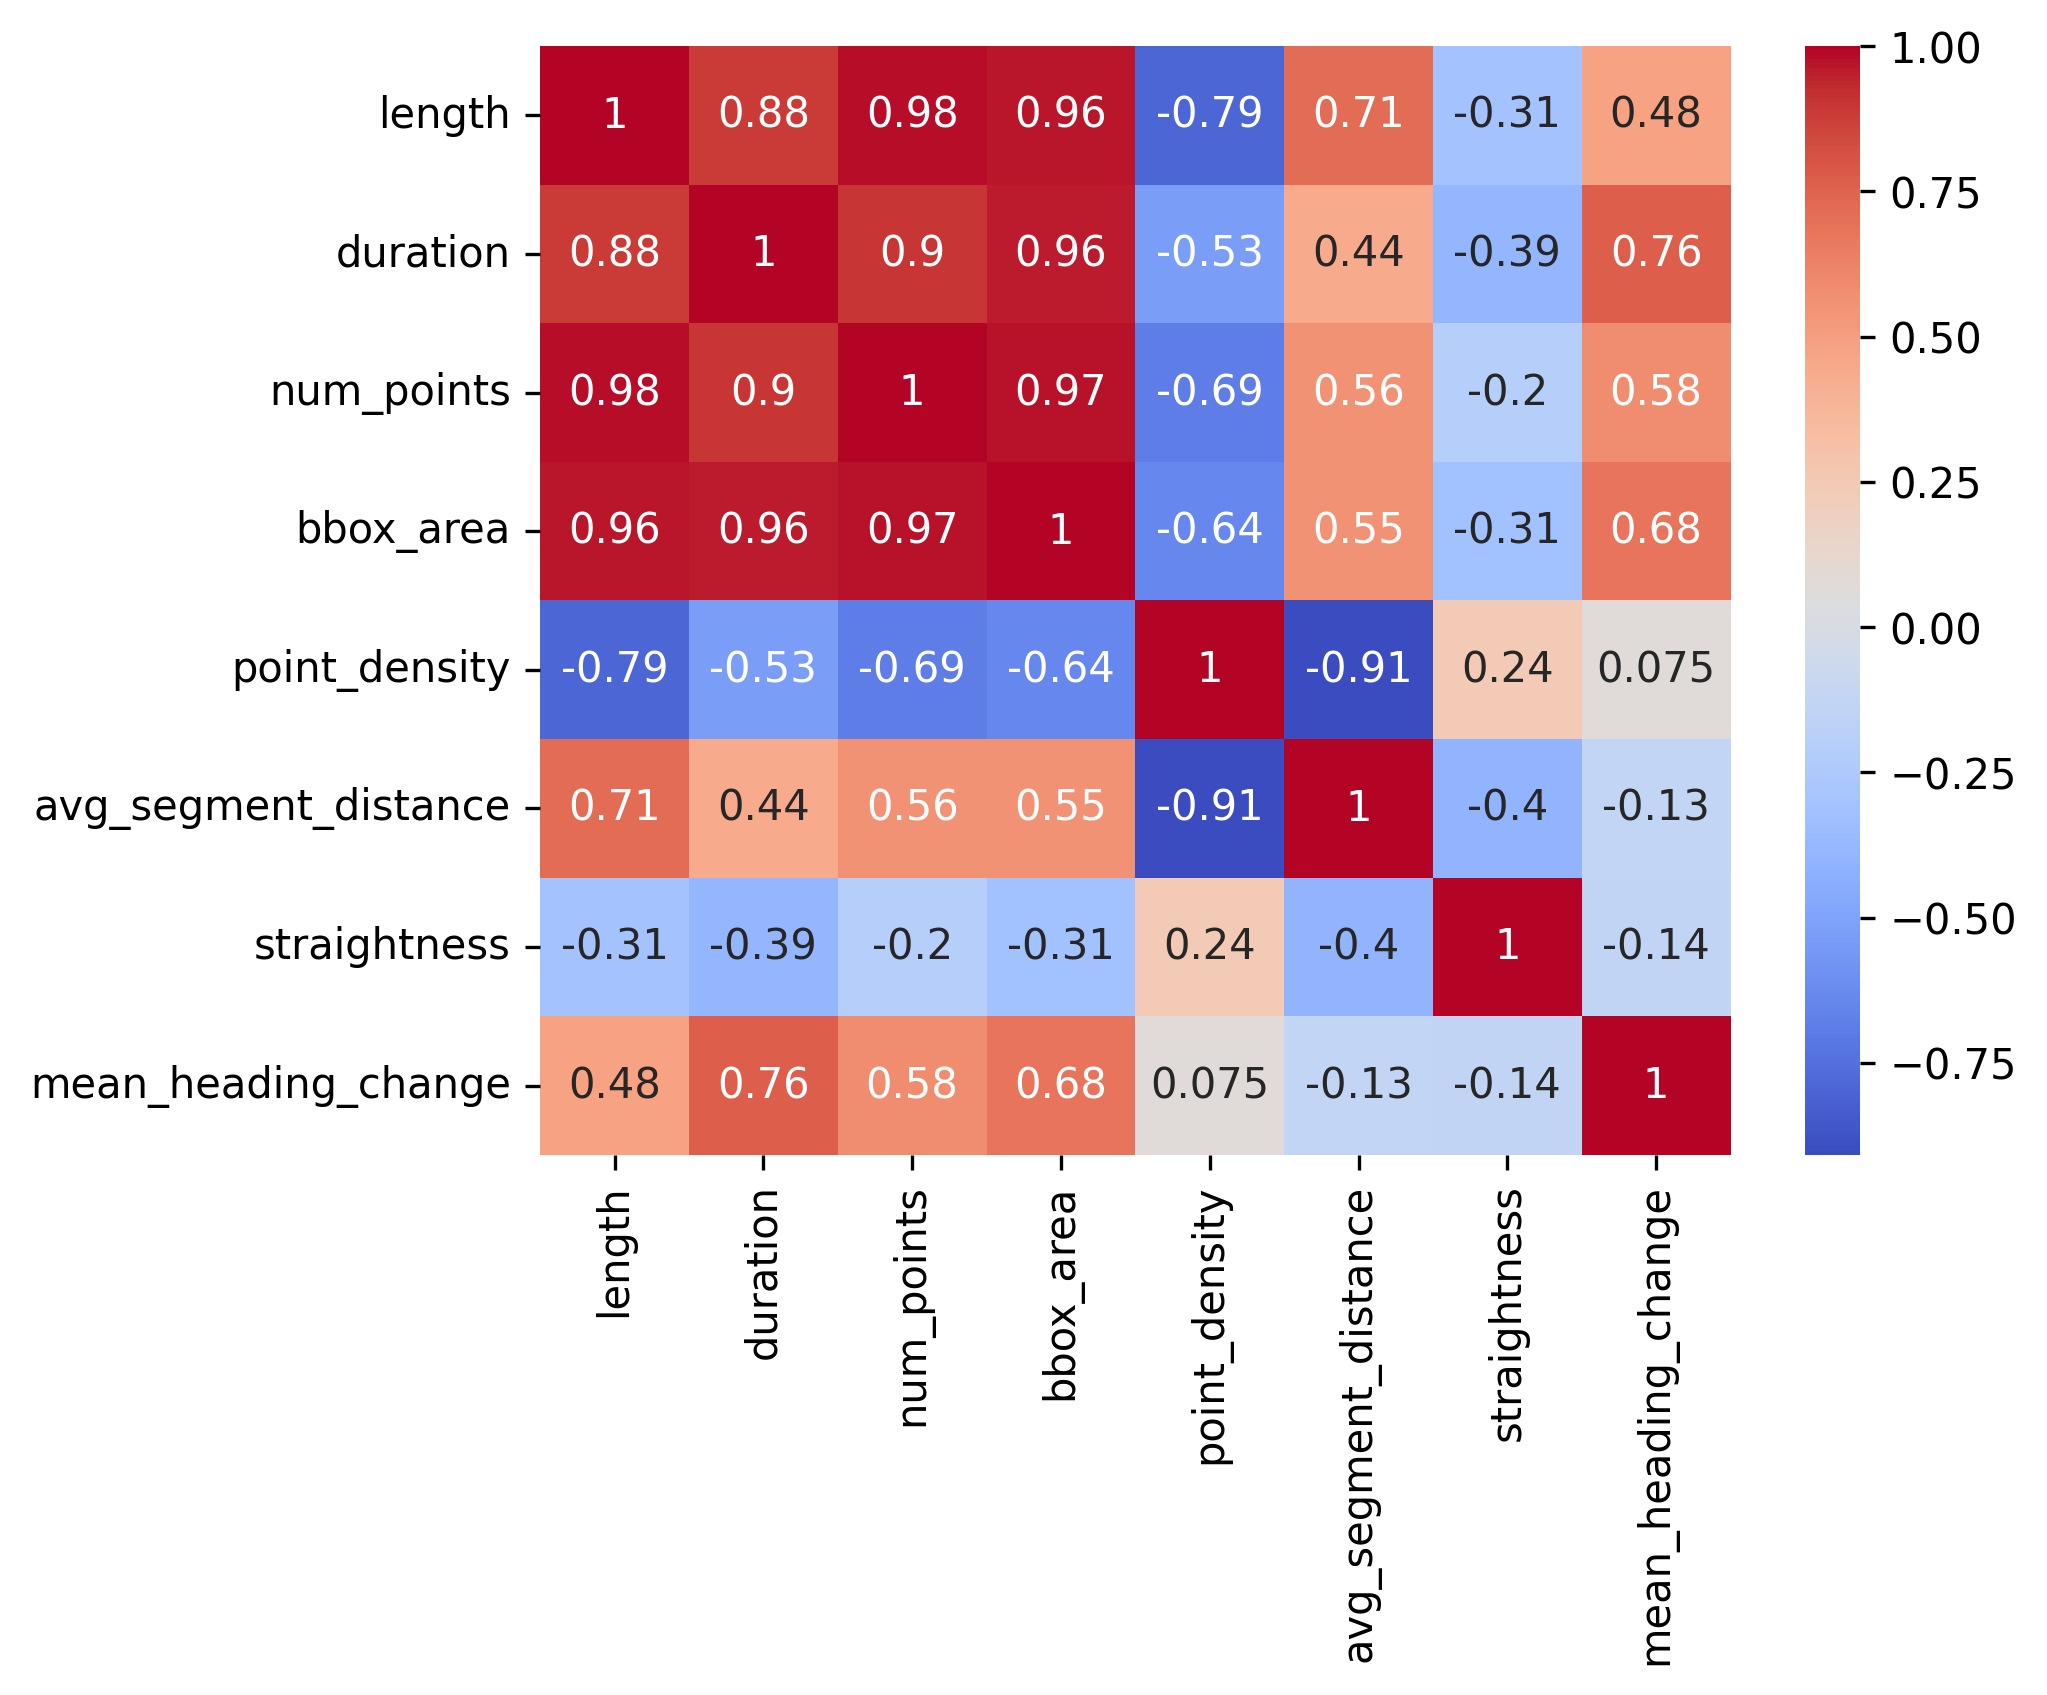 length 1 0.88 0.98 0.96 -0.79 0.71 -0.31 0.48
duration 0.88 1 0.9 0.96 -0.53 0.44 -0.39 0.76
num_points 0.98 0.9 1 0.97 -0.69 0.56 -0.2 0.58
bbox_area 0.96 0.96 0.97 1 -0.64 0.55 -0.31 0.68
point_density -0.79 -0.53 -0.69 -0.64 1 -0.91 0.24 0.075
avg_segment_distance 0.71 0.44 0.56 0.55 -0.91 1 -0.4 -0.13
straightness -0.31 -0.39 -0.2 -0.31 0.24 -0.4 1 -0.14
mean_heading_change 0.48 0.76 0.58 0.68 0.075 -0.13 -0.14 1
length
duration
num_points
bbox_area
point_density
avg_segment_distance
straightness
mean_heading_change
1.00
0.75
0.50
0.25
0.00
−0.25
−0.50
−0.75